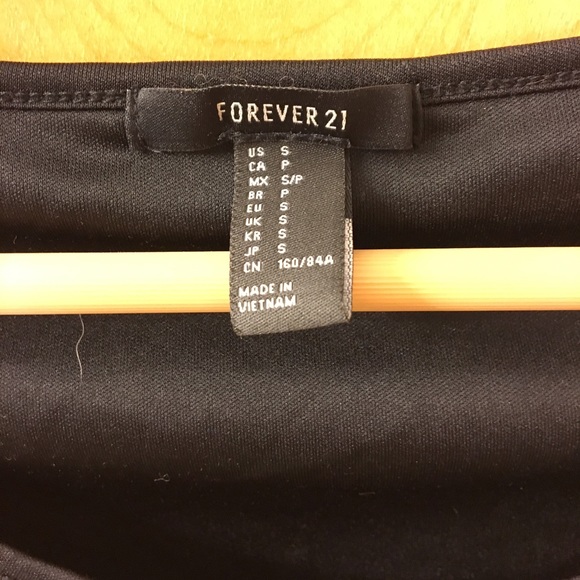 FOREVER 21
US S
CA P
MX S/P
BR P
EU S
UK S
KR S
JP S
CN 160/84A
MADE IN
VIETNAM